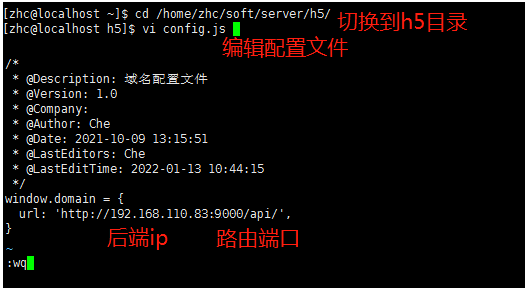 [zhc@localhost ~]$ cd /home/zhc/soft/server/h5/ 切换到h5目录
[zhc@localhost h5]$ vi config.js
编辑配置文件
/*
 * @Description: 域名配置文件
 * @Version: 1.0
 * @Company:
 * @Author: Che
 * @Date: 2021-10-09 13:15:51
 * @LastEditors: Che
 * @LastEditTime: 2022-01-13 10:44:15
 */
window.domain = {
  url: 'http://192.168.110.83:9000/api/',
}
后端ip 路由端口
~
:wq